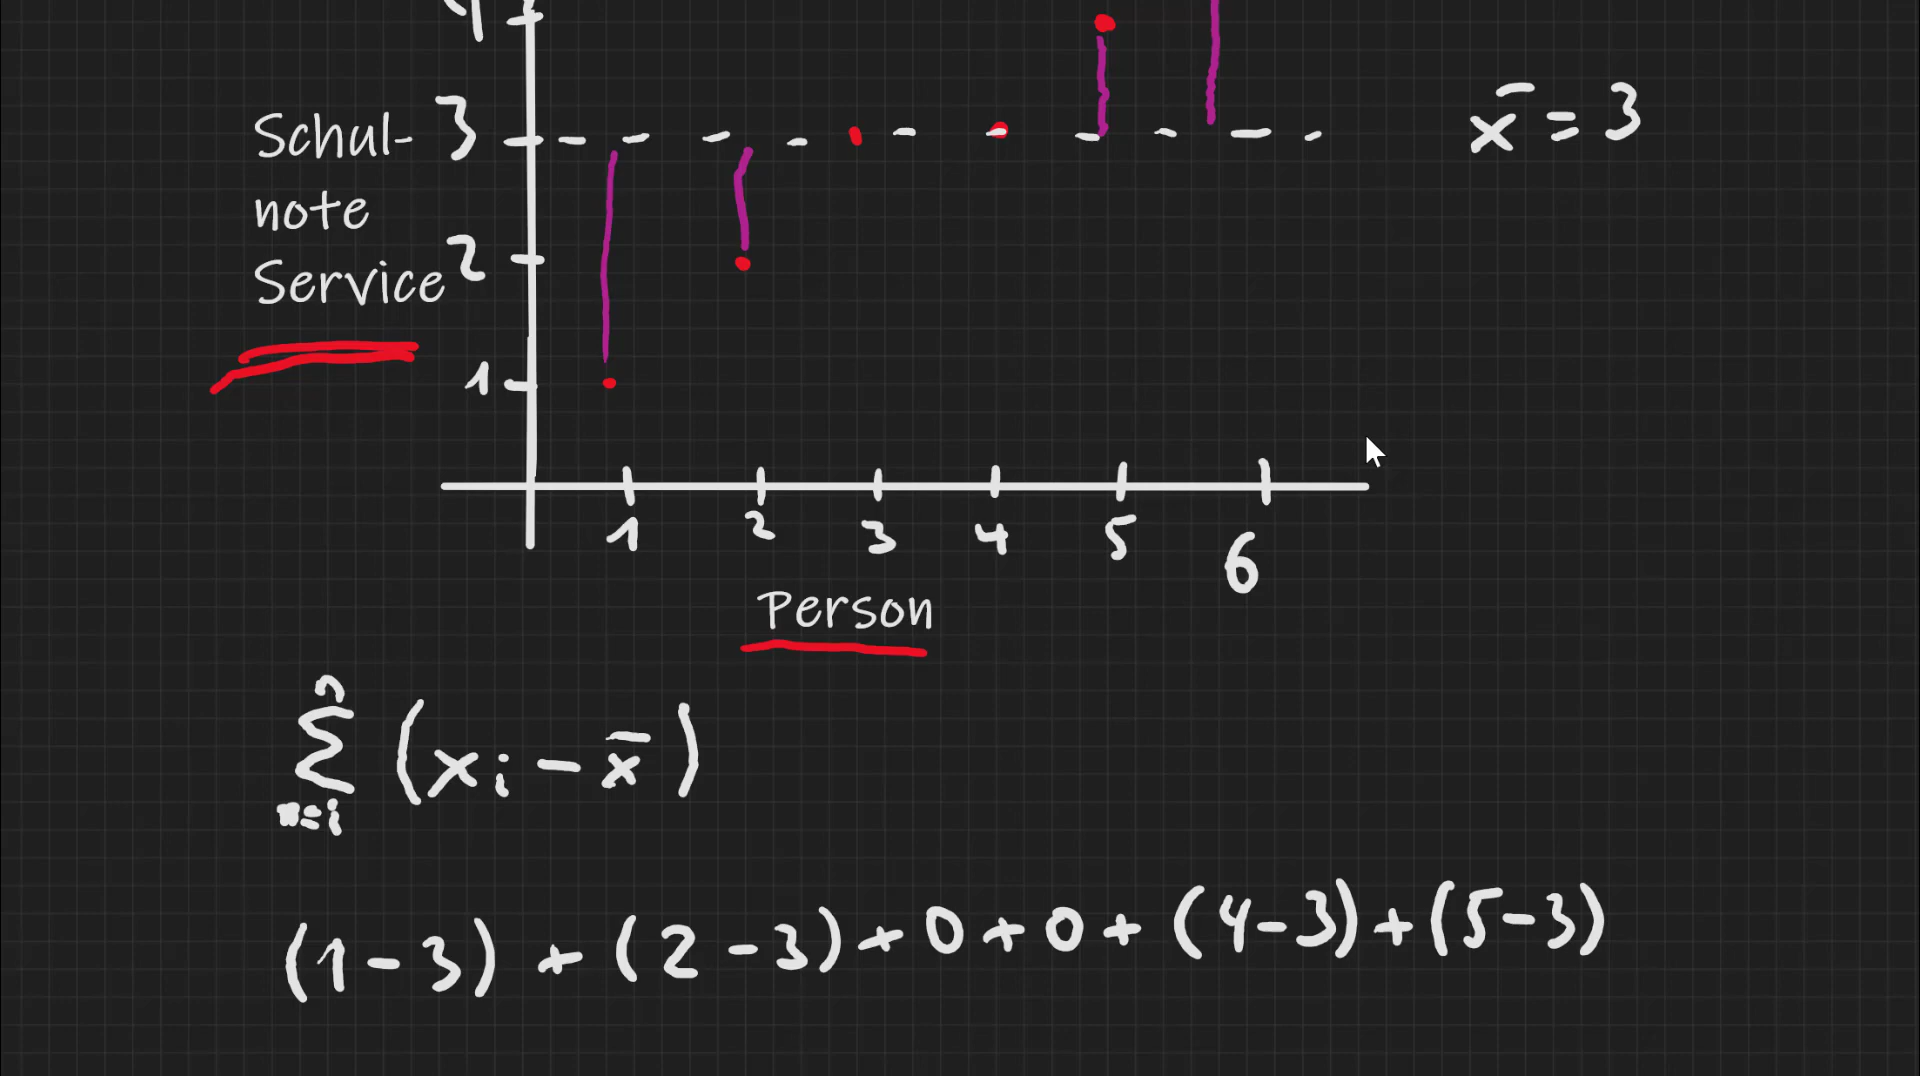 4
Schul- 3
x̄ = 3
note
Service 2
1
1 2 3 4 5 6
Person
n
∑ (xi - x̄)
n=i
(1-3) + (2-3) + 0 + 0 + (4-3) + (5-3)